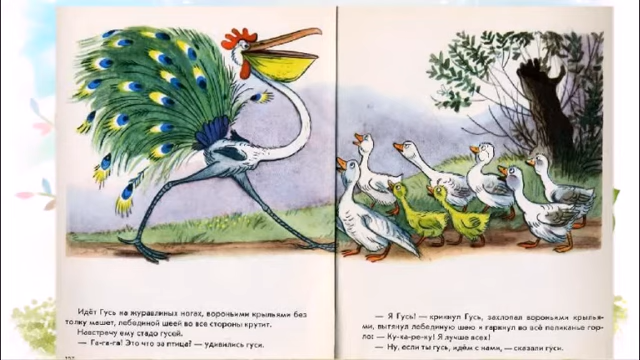 Идёт Гусь на журавлиных ногах, вороньими крыльями без
толку машет, лебединой шеей во все стороны крутит.
Навстречу ему стадо гусей.
— Га-га-га! Это что за птица? — удивились гуси.
— Я Гусь! — крикнул Гусь, захлопал вороньими крылья-
ми, вытянул лебединую шею и гаркнул во всё пеликанье гор-
ло: — Ку-ка-ре-ку! Я лучше всех!
— Ну, если ты гусь, идём с нами, — сказали гуси.